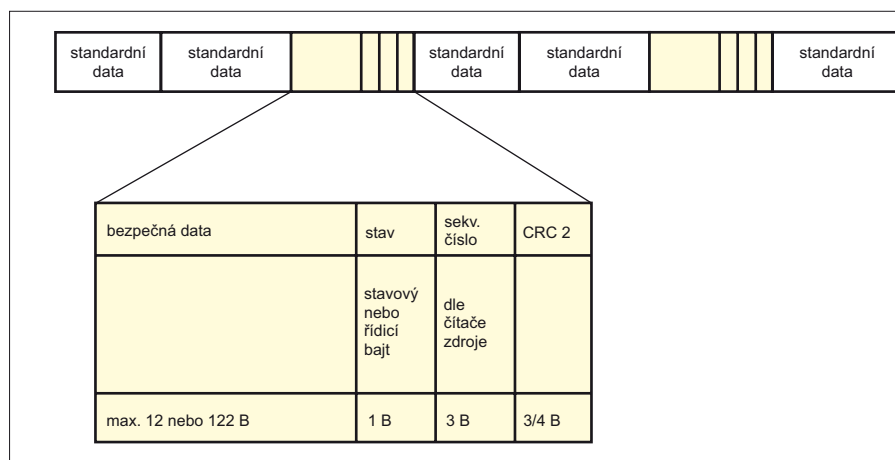 standardní
data
standardní
data
standardní
data
standardní
data
standardní
data
bezpečná data
stav
sekv.
číslo
CRC 2
stavový
nebo
řídicí
bajt
dle
čítače
zdroje
max. 12 nebo 122 B
1 B
3 B
3/4 B